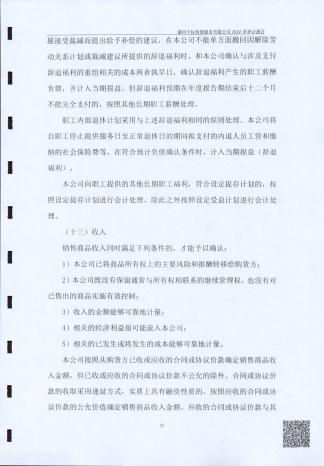 愿接受裁减而提出给予补偿的建议，在本公司不能单方面撤回因解除劳
动关系计划或裁减建议所提供的辞退福利时，和本公司确认与涉及支付
辞退福利的重组相关的成本两者孰早日，确认辞退福利产生的职工薪酬
负债，并计入当期损益，但辞退福利预期在年度报告期结束后十二个月
不能完全支付的，按照其他长期职工薪酬处理。
职工内部退休计划采用与上述辞退福利相同的原则处理。本公司将
自职工停止提供服务日至正常退休日的期间拟支付的内退人员工资和缴
纳的社会保险费等，在符合预计负债确认条件时，计入当期损益（辞退
福利）。
本公司向职工提供的其他长期职工福利，符合设定提存计划的，按
照设定提存计划进行会计处理，除此之外按照设定受益计划进行会计处
理。
（十三）收入
销售商品收入同时满足下列条件的，才能予以确认：
1）本公司已将商品所有权上的主要风险和报酬转移给购货方；
2）本公司既没有保留通常与所有权相联系的继续管理权，也没有对
已售出的商品实施有效控制；
3）收入的金额能够可靠地计量；
4）相关的经济利益很可能流入本公司；
5）相关的已发生或将发生的成本能够可靠地计量。
本公司按照从购货方已收或应收的合同或协议价款确定销售商品收
入金额，但已收或应收的合同或协议价款不公允的除外。合同或协议价
款的收取采用递延方式，实质上具有融资性质的，按照应收的合同或协
议价款的公允价值确定销售商品收入金额。应收的合同或协议价款与其